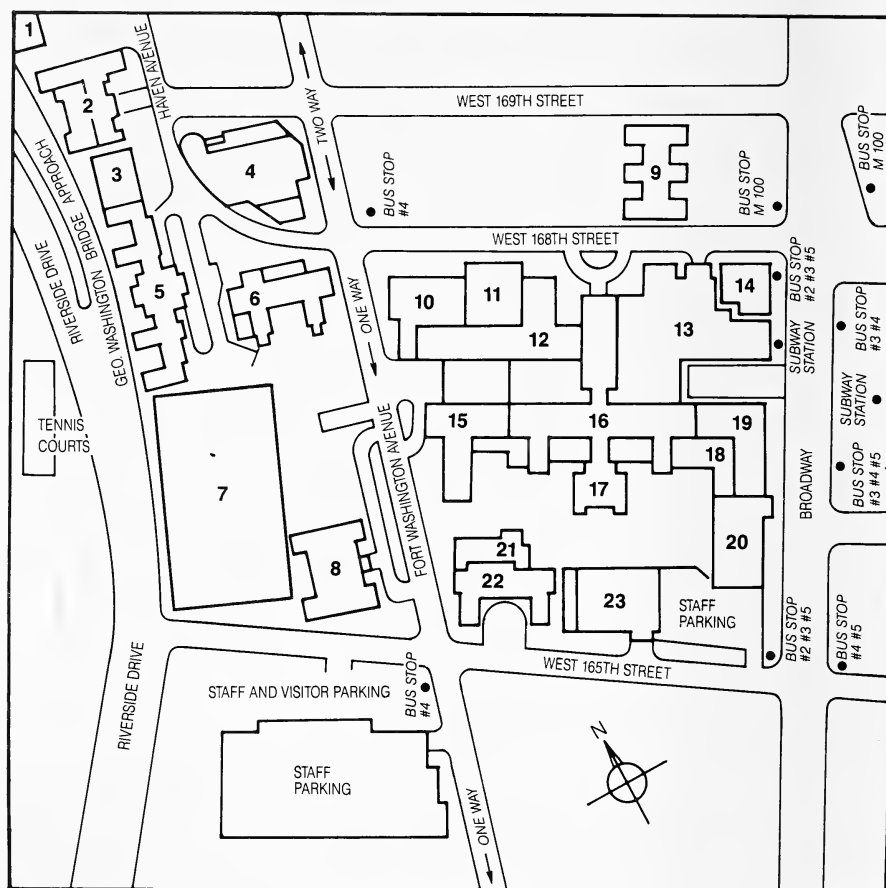 1
2
3
4
5
6
7
8
9
10
11
12
13
14
15
16
17
18
19
20
21
22
23
HAVEN AVENUE
TWO WAY
WEST 169TH STREET
BUS STOP
#4
BUS STOP
M 100
BUS STOP
M 100
WEST 168TH STREET
GEO. WASHINGTON BRIDGE APPROACH
RIVERSIDE DRIVE
ONE WAY
BUS STOP
#2 #3 #5
SUBWAY
STATION
BUS STOP
#3 #4
SUBWAY
STATION
BUS STOP
#3 #4 #5
TENNIS
COURTS
FORT WASHINGTON AVENUE
BROADWAY
STAFF
PARKING
BUS STOP
#2 #3 #5
BUS STOP
#4 #5
WEST 165TH STREET
RIVERSIDE DRIVE
STAFF AND VISITOR PARKING
BUS STOP
#4
STAFF
PARKING
ONE WAY
N